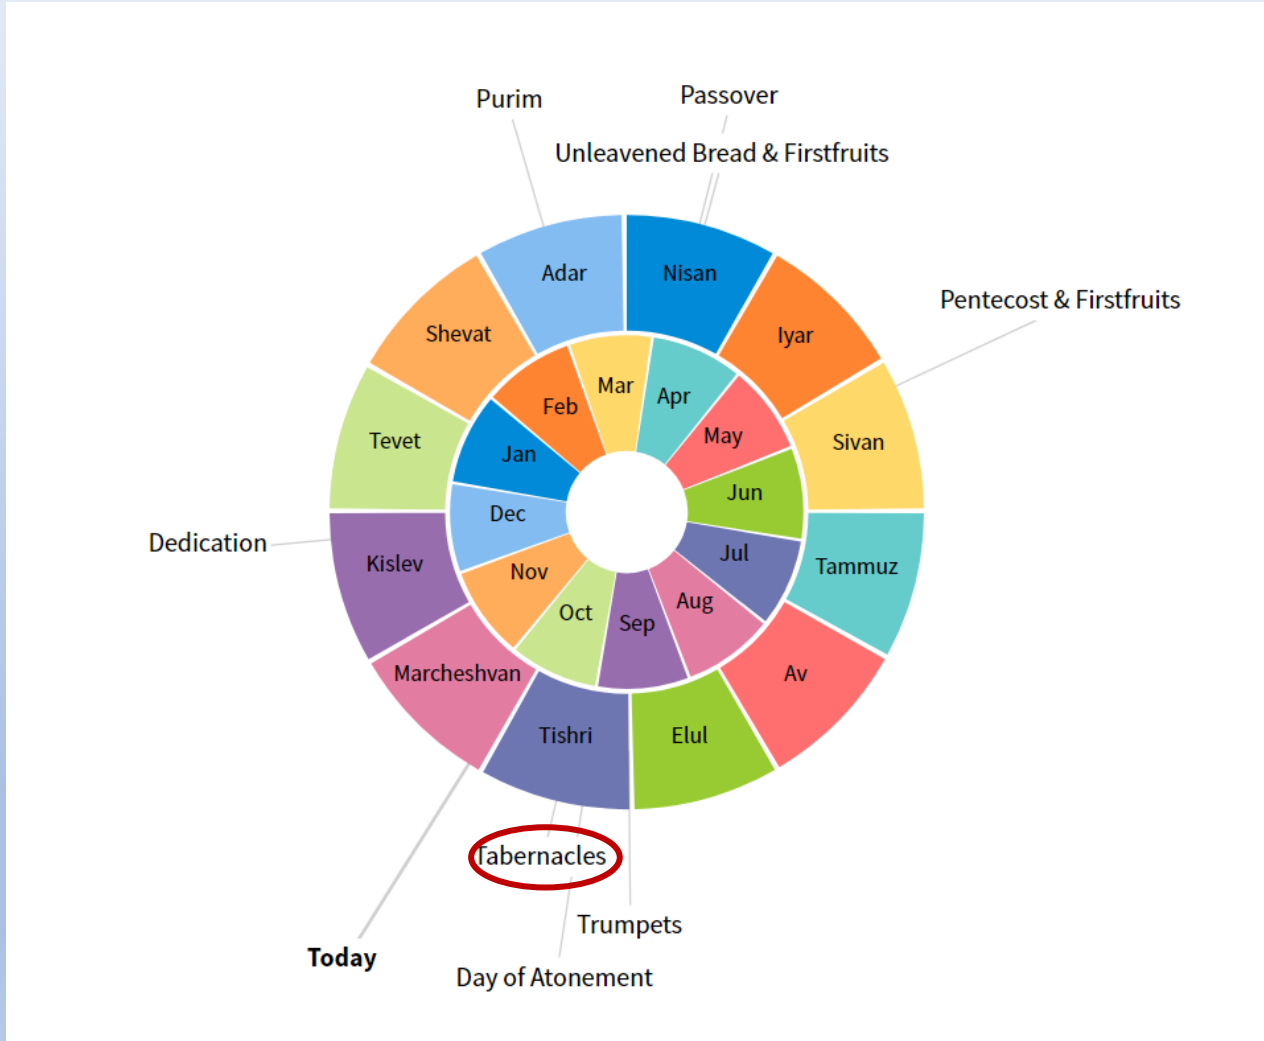 Purim
Passover
Unleavened Bread & Firstfruits
Pentecost & Firstfruits
Adar
Nisan
Shevat
Iyar
Mar
Apr
Feb
May
Tevet
Sivan
Jan
Jun
Dec
Dedication
Kislev
Jul
Tammuz
Nov
Aug
Oct
Sep
Marcheshvan
Av
Tishri
Elul
Tabernacles
Trumpets
Today
Day of Atonement